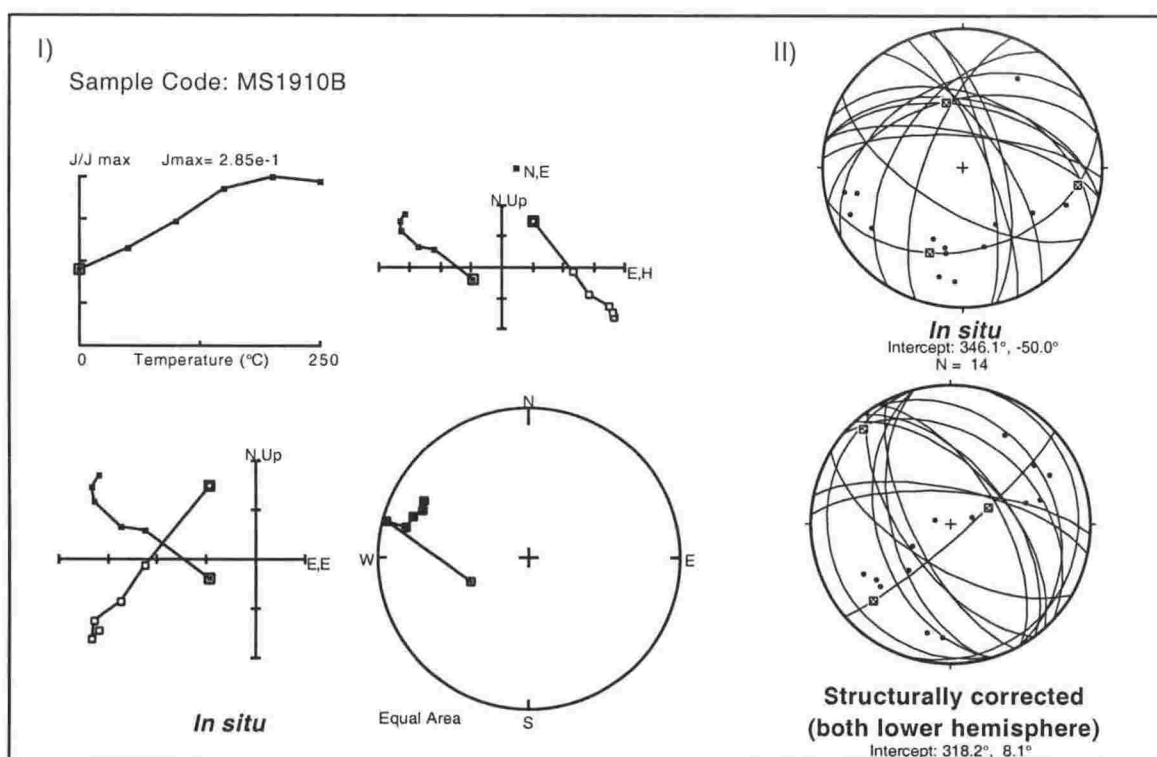 I)
Sample Code: MS1910B
J/J max
Jmax= 2.85e-1
0
Temperature (°C)
250
N,E
N,Up
E,H
N,Up
E,E
In situ
N
W
E
S
Equal Area
II)
In situ
Intercept: 346.1°, -50.0°
N = 14
Structurally corrected
(both lower hemisphere)
Intercept: 318.2°, 8.1°